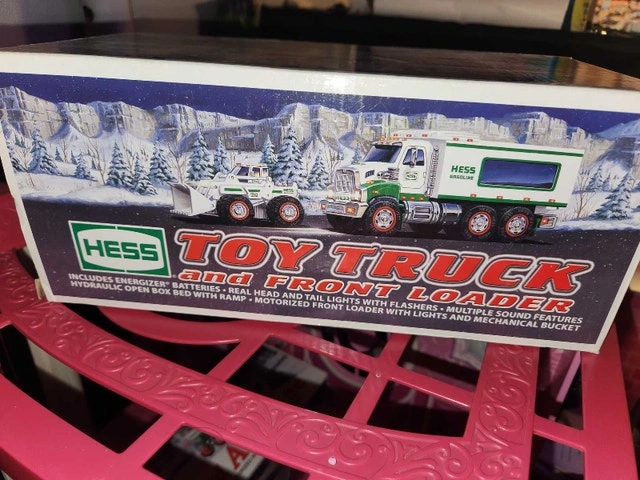 HESS
GASOLINE
HESS
TOY TRUCK
and FRONT LOADER
INCLUDES ENERGIZER® BATTERIES • REAL HEAD AND TAIL LIGHTS WITH FLASHERS • MULTIPLE SOUND FEATURES
HYDRAULIC OPEN BOX BED WITH RAMP • MOTORIZED FRONT LOADER WITH LIGHTS AND MECHANICAL BUCKET